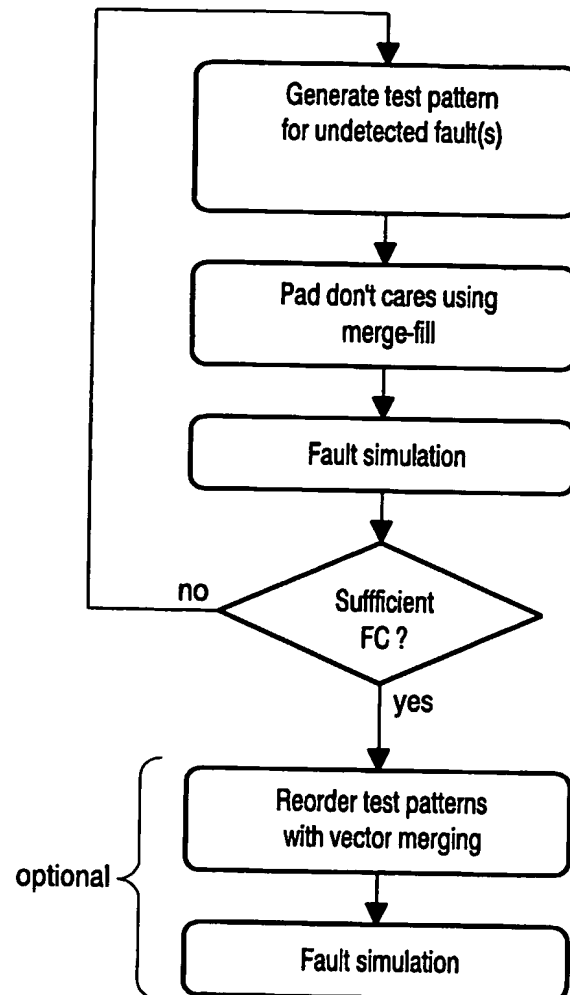 Generate test pattern
for undetected fault(s)
Pad don't cares using
merge-fill
Fault simulation
no
Suffficient
FC ?
yes
Reorder test patterns
with vector merging
optional
Fault simulation